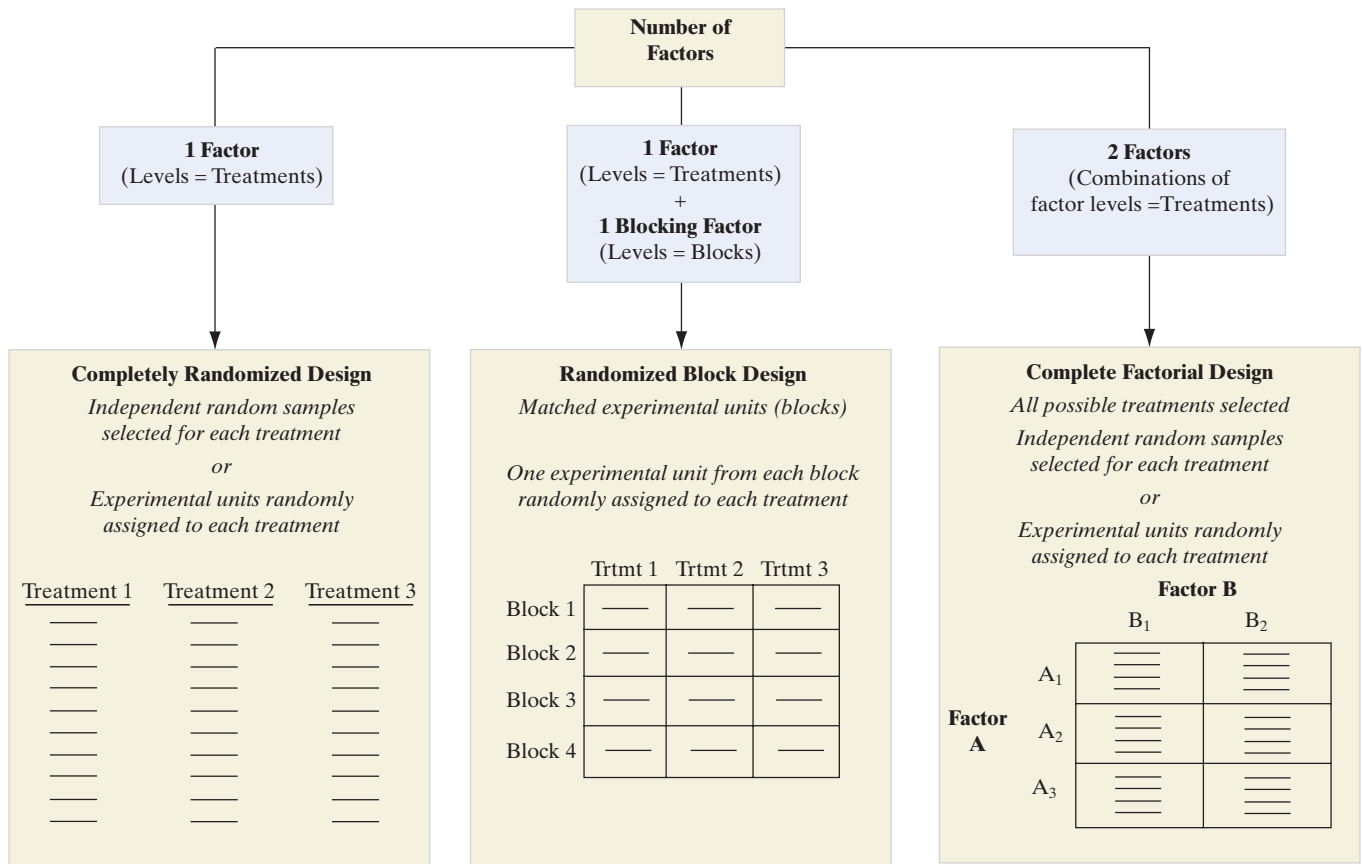 Number of
Factors
1 Factor
(Levels = Treatments)
1 Factor
(Levels = Treatments)
+
1 Blocking Factor
(Levels = Blocks)
2 Factors
(Combinations of
factor levels =Treatments)
Completely Randomized Design
Independent random samples
selected for each treatment
or
Experimental units randomly
assigned to each treatment
Treatment 1 Treatment 2 Treatment 3
Randomized Block Design
Matched experimental units (blocks)
One experimental unit from each block
randomly assigned to each treatment
Trtmt 1 Trtmt 2 Trtmt 3
Block 1
Block 2
Block 3
Block 4
Complete Factorial Design
All possible treatments selected
Independent random samples
selected for each treatment
or
Experimental units randomly
assigned to each treatment
Factor B
B₁ B₂
A₁
Factor
A
A₂
A₃